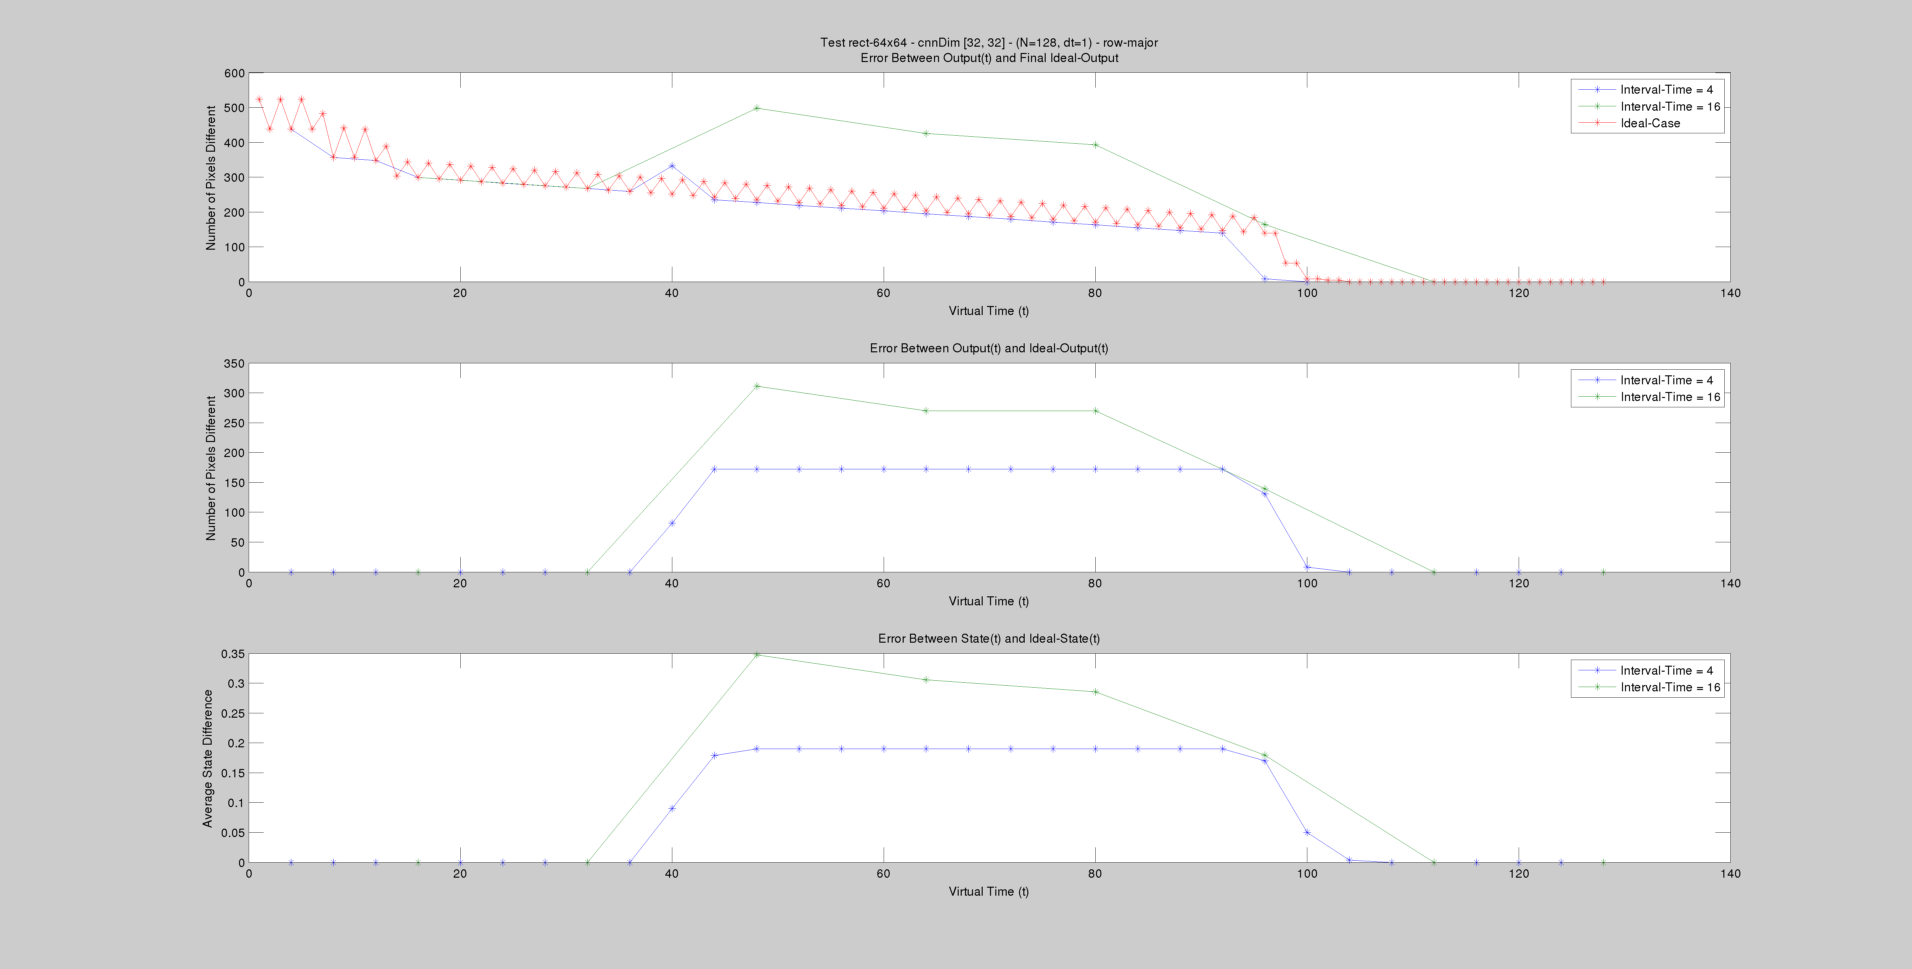 Test rect-64x64 - cnnDim [32, 32] - (N=128, dt=1) - row-major
Error Between Output(t) and Final Ideal-Output
Number of Pixels Different
600
500
400
300
200
100
0
0 20 40 60 80 100 120 140
Virtual Time (t)
Interval-Time = 4
Interval-Time = 16
Ideal-Case
Error Between Output(t) and Ideal-Output(t)
Number of Pixels Different
350
300
250
200
150
100
50
0
0 20 40 60 80 100 120 140
Virtual Time (t)
Interval-Time = 4
Interval-Time = 16
Error Between State(t) and Ideal-State(t)
Average State Difference
0.35
0.3
0.25
0.2
0.15
0.1
0.05
0
0 20 40 60 80 100 120 140
Virtual Time (t)
Interval-Time = 4
Interval-Time = 16